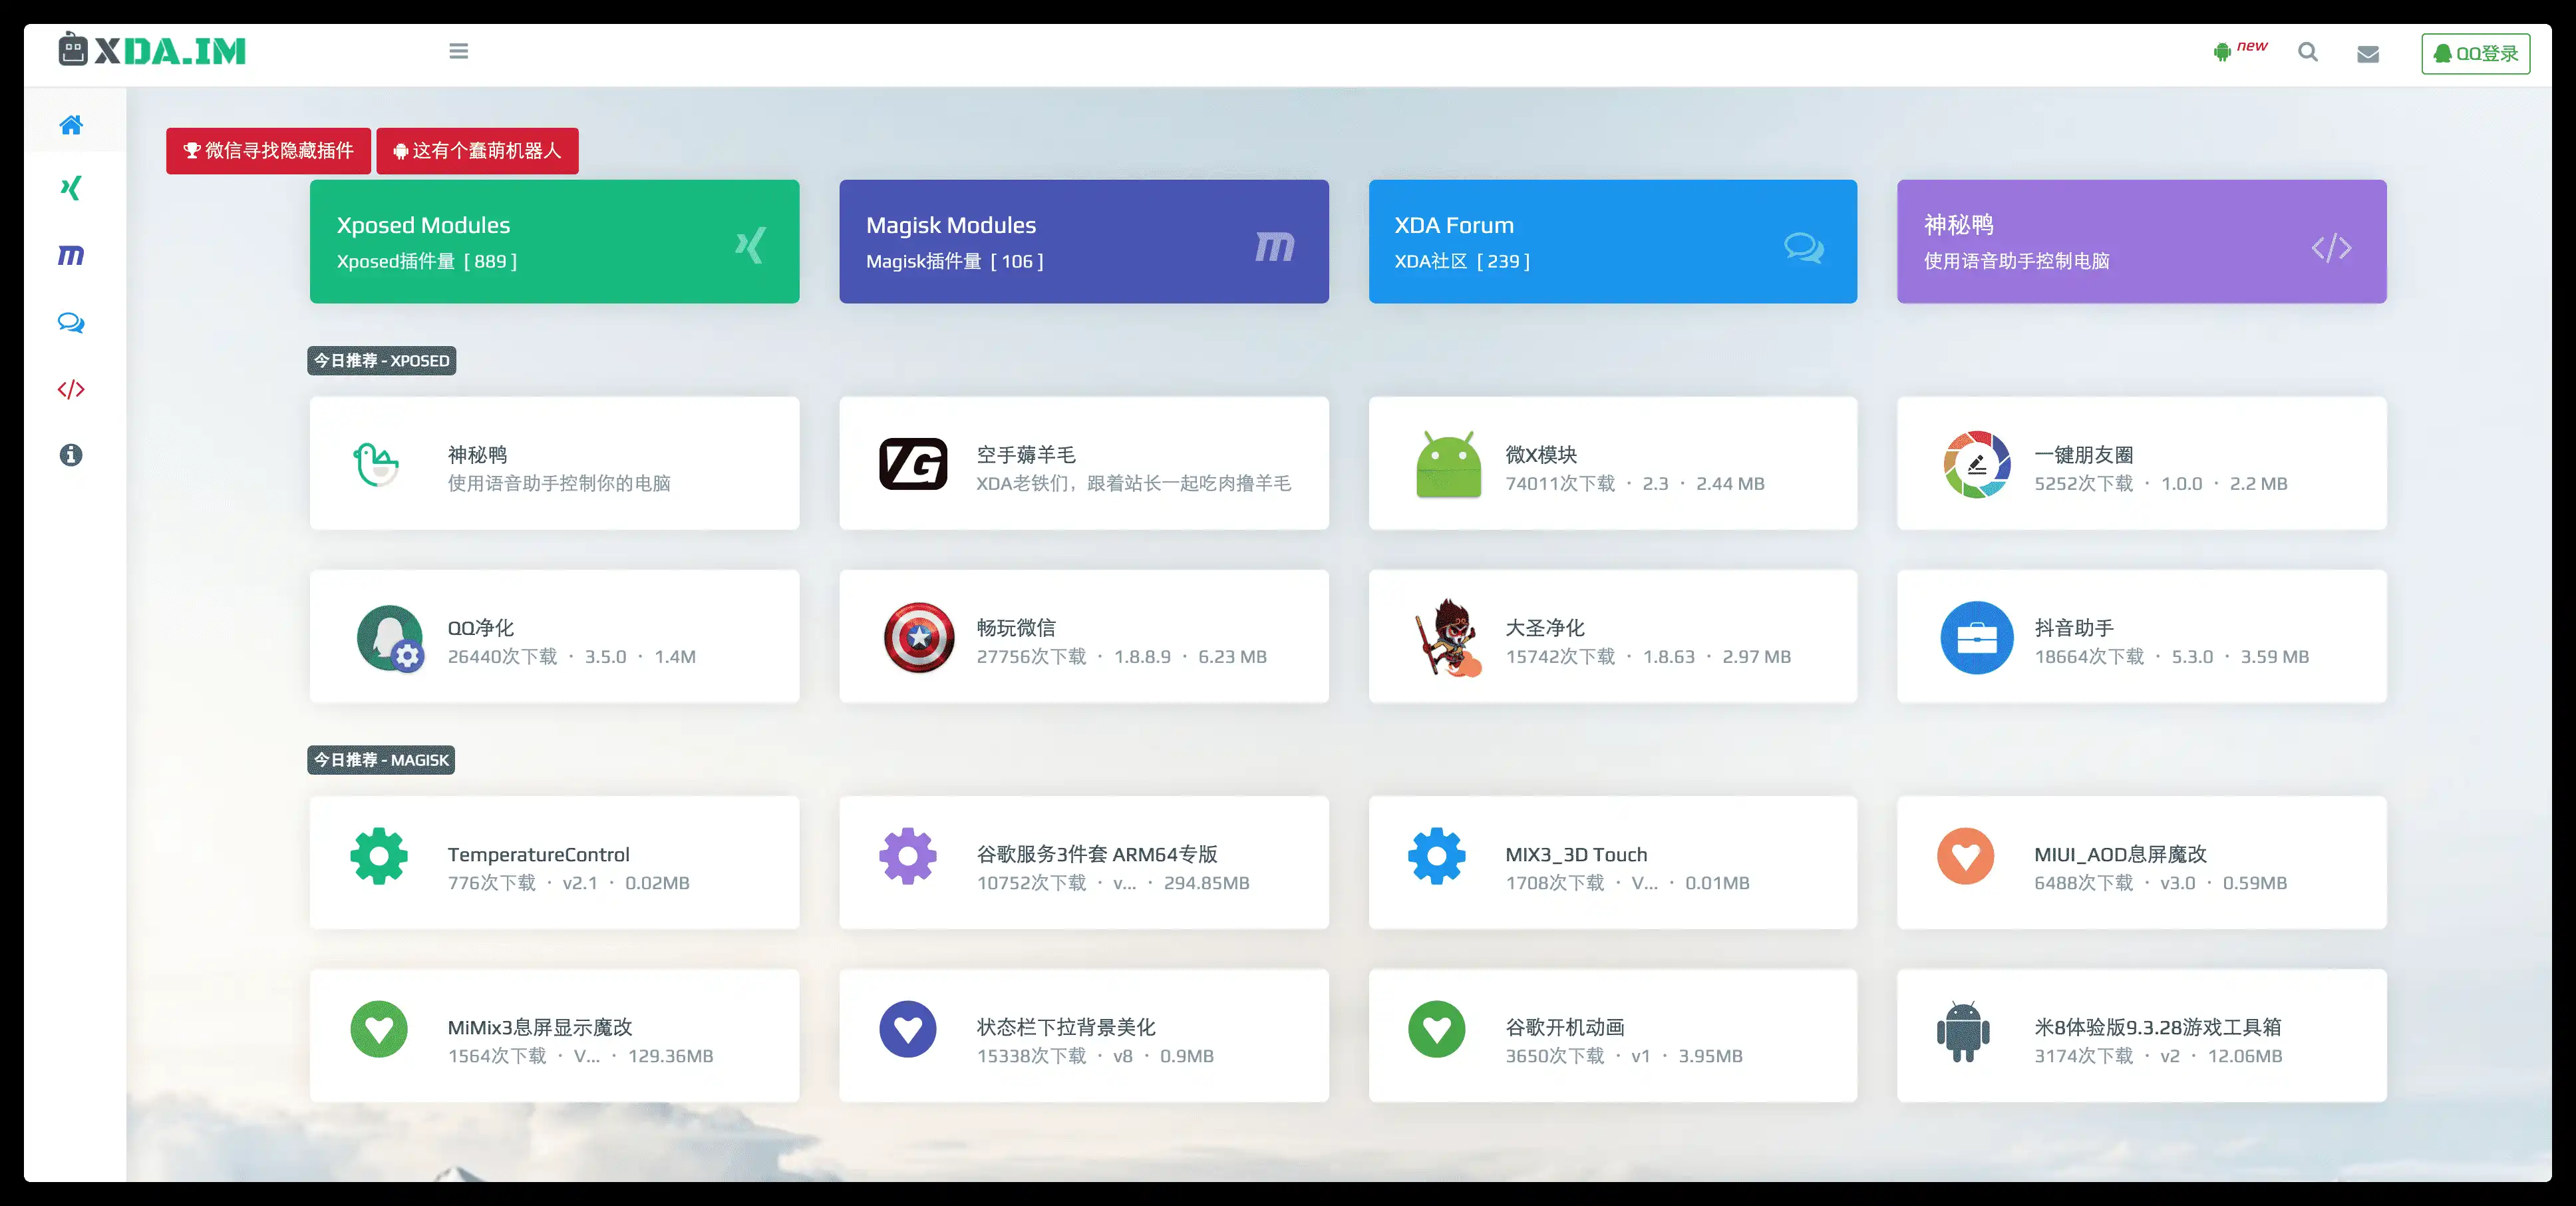 XDA.IM
new
QQ登录
微信寻找隐藏插件
这有个蠢萌机器人
Xposed Modules
Xposed插件量 [ 889 ]
Magisk Modules
Magisk插件量 [ 106 ]
XDA Forum
XDA社区 [ 239 ]
神秘鸭
使用语音助手控制电脑
今日推荐 - XPOSED
神秘鸭
使用语音助手控制你的电脑
空手薅羊毛
XDA老铁们，跟着站长一起吃肉撸羊毛
微X模块
74011次下载 · 2.3 · 2.44 MB
一键朋友圈
5252次下载 · 1.0.0 · 2.2 MB
QQ净化
26440次下载 · 3.5.0 · 1.4M
畅玩微信
27756次下载 · 1.8.8.9 · 6.23 MB
大圣净化
15742次下载 · 1.8.63 · 2.97 MB
抖音助手
18664次下载 · 5.3.0 · 3.59 MB
今日推荐 - MAGISK
TemperatureControl
776次下载 · v2.1 · 0.02MB
谷歌服务3件套 ARM64专版
10752次下载 · v... · 294.85MB
MIX3_3D Touch
1708次下载 · V... · 0.01MB
MIUI_AOD息屏魔改
6488次下载 · v3.0 · 0.59MB
MiMix3息屏显示魔改
1564次下载 · V... · 129.36MB
状态栏下拉背景美化
15338次下载 · v8 · 0.9MB
谷歌开机动画
3650次下载 · v1 · 3.95MB
米8体验版9.3.28游戏工具箱
3174次下载 · v2 · 12.06MB